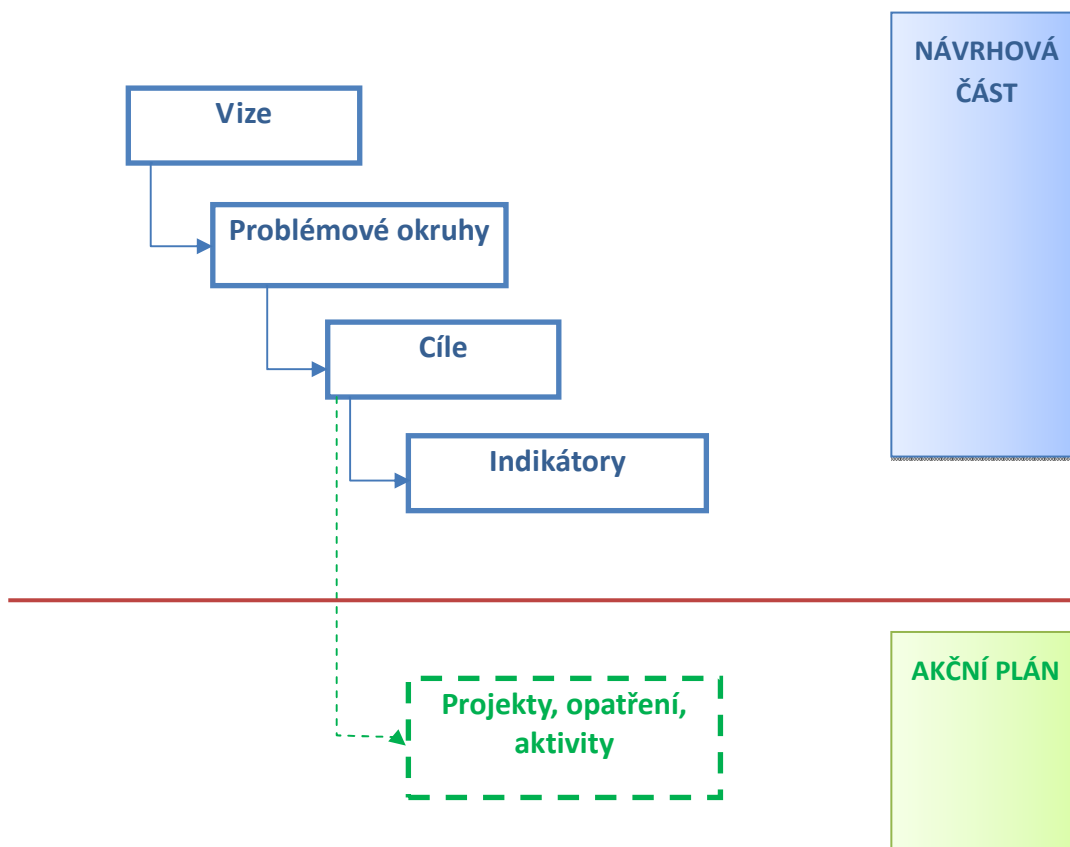 NÁVRHOVÁ
ČÁST
Vize
Problémové okruhy
Cíle
Indikátory
AKČNÍ PLÁN
Projekty, opatření,
aktivity